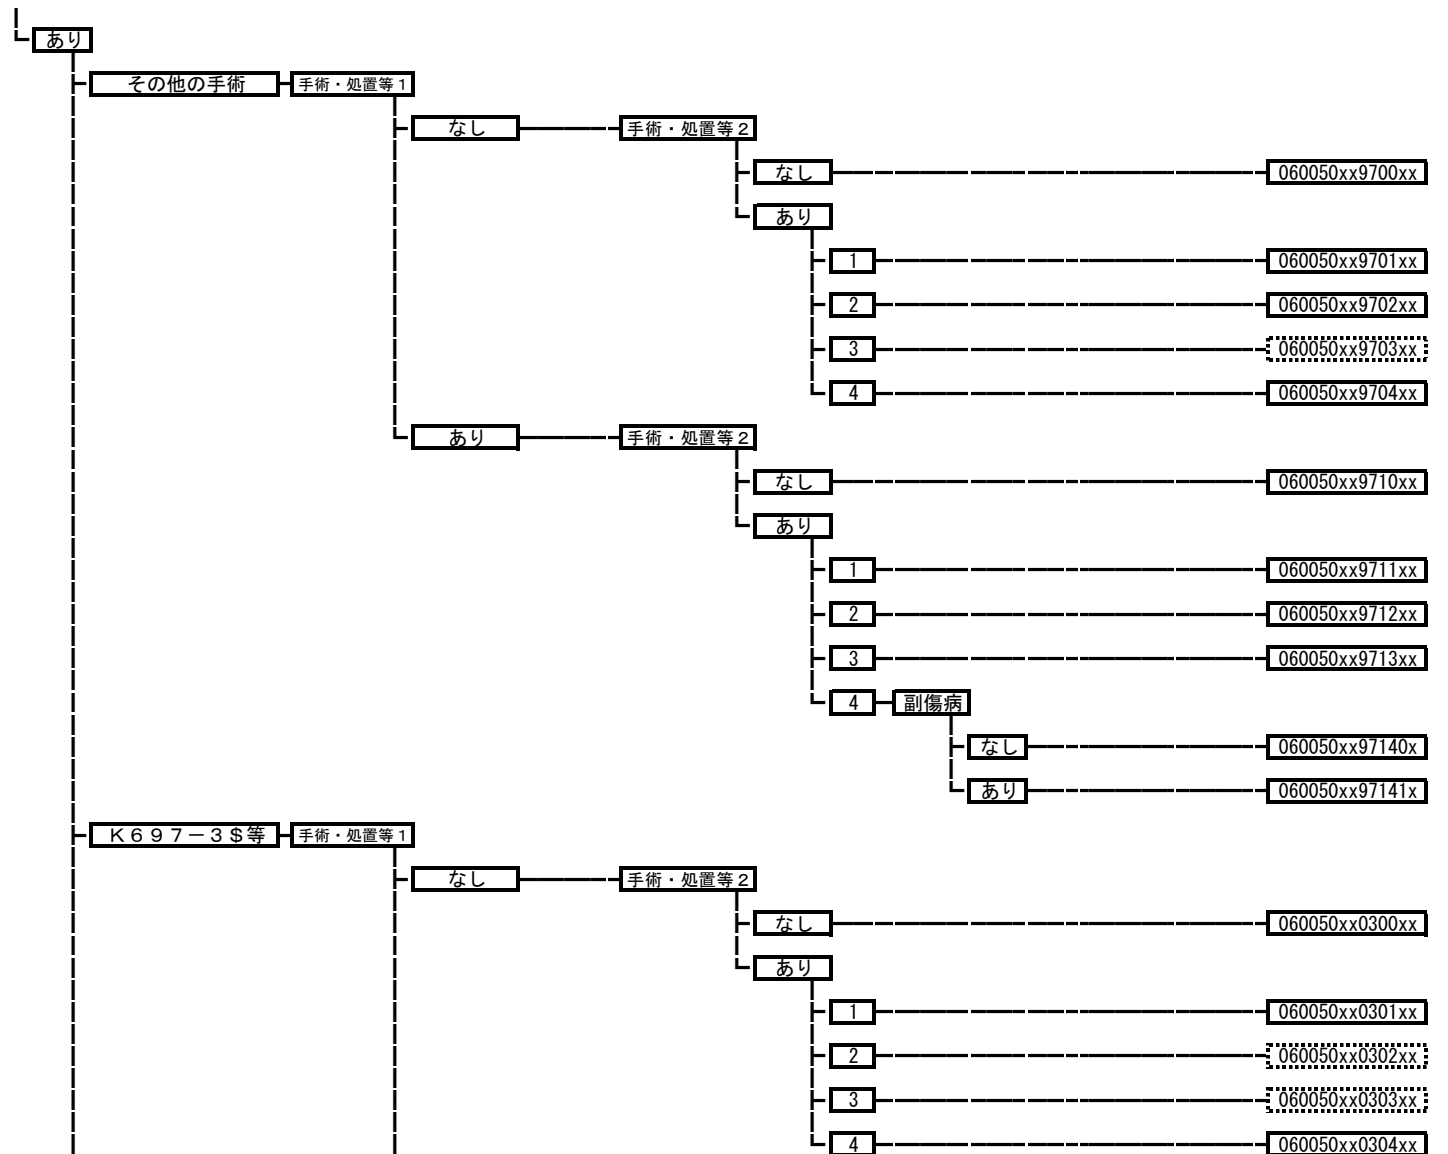 あり
その他の手術 手術・処置等1
なし 手術・処置等2
なし 060050xx9700xx
あり
1 060050xx9701xx
2 060050xx9702xx
3 060050xx9703xx
4 060050xx9704xx
あり 手術・処置等2
なし 060050xx9710xx
あり
1 060050xx9711xx
2 060050xx9712xx
3 060050xx9713xx
4 副傷病
なし 060050xx97140x
あり 060050xx97141x
K697-3$等 手術・処置等1
なし 手術・処置等2
なし 060050xx0300xx
あり
1 060050xx0301xx
2 060050xx0302xx
3 060050xx0303xx
4 060050xx0304xx